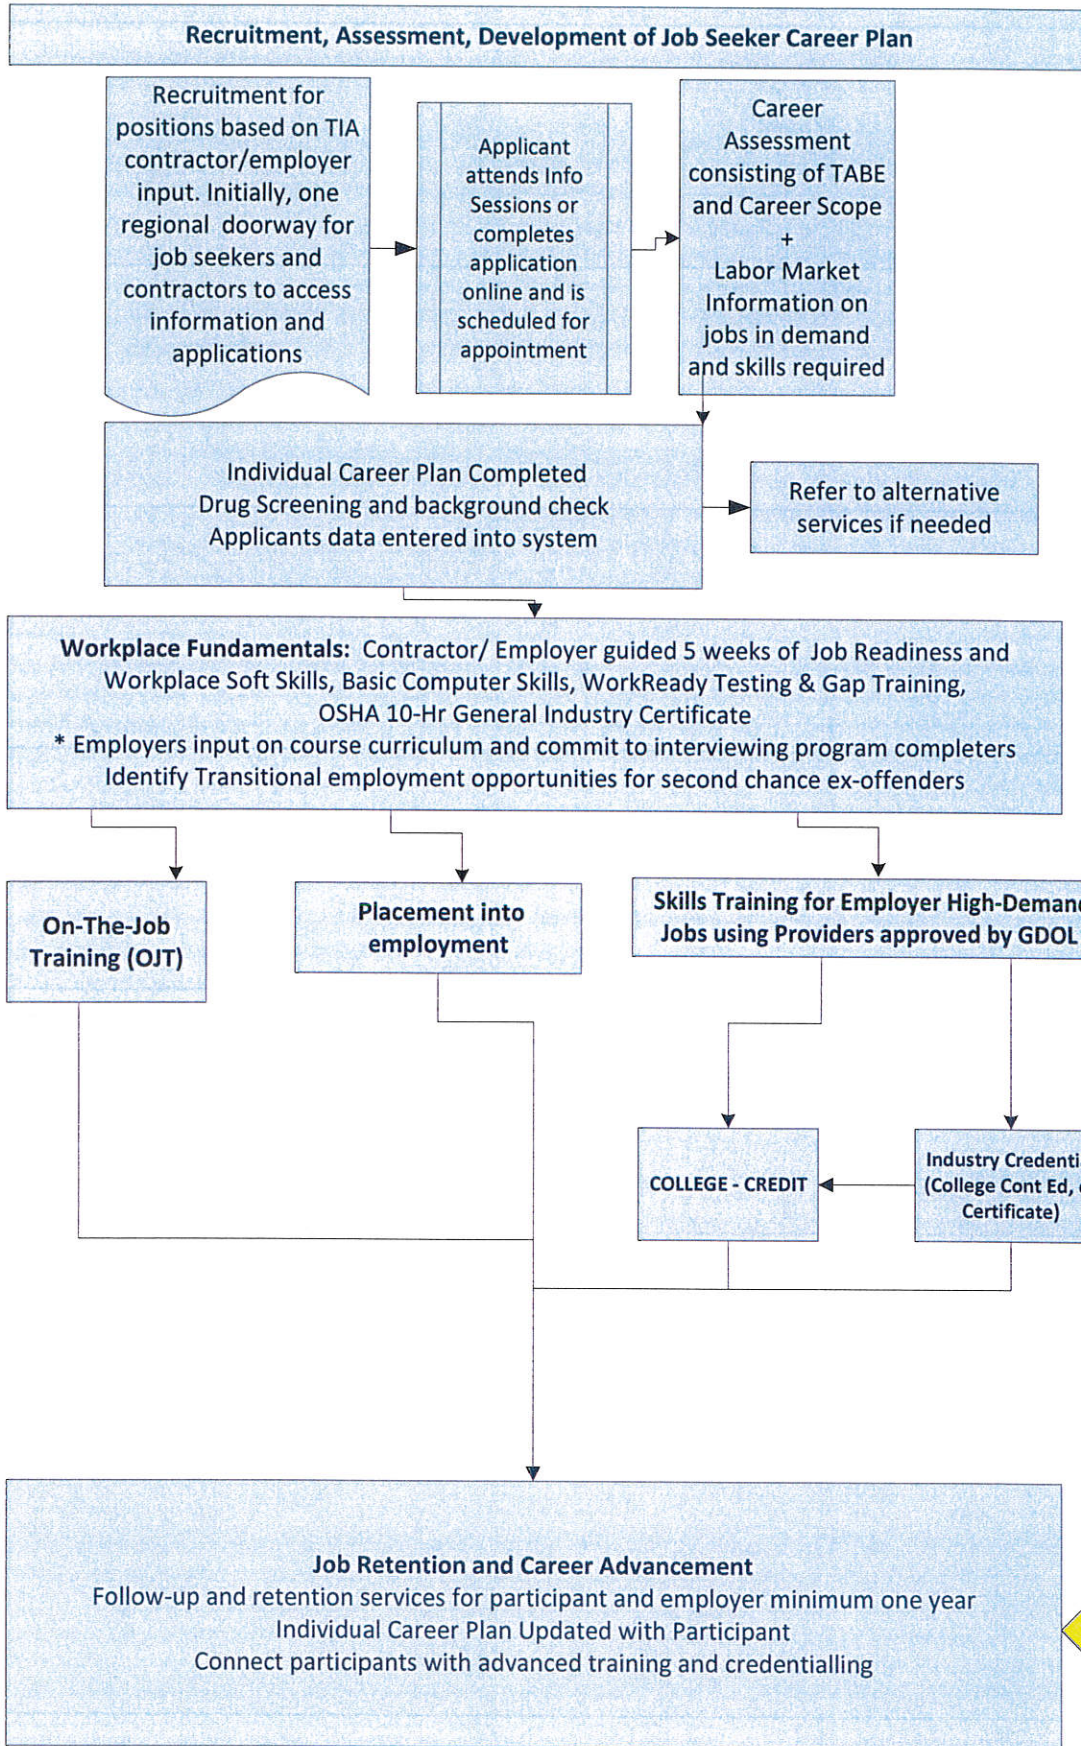 Recruitment, Assessment, Development of Job Seeker Career Plan
Recruitment for
positions based on TIA
contractor/employer
input. Initially, one
regional doorway for
job seekers and
contractors to access
information and
applications
Applicant
attends Info
Sessions or
completes
application
online and is
scheduled for
appointment
Career
Assessment
consisting of TABE
and Career Scope
+
Labor Market
Information on
jobs in demand
and skills required
Individual Career Plan Completed
Drug Screening and background check
Applicants data entered into system
Refer to alternative
services if needed
Workplace Fundamentals: Contractor/ Employer guided 5 weeks of Job Readiness and
Workplace Soft Skills, Basic Computer Skills, WorkReady Testing & Gap Training,
OSHA 10-Hr General Industry Certificate
* Employers input on course curriculum and commit to interviewing program completers
Identify Transitional employment opportunities for second chance ex-offenders
On-The-Job
Training (OJT)
Placement into
employment
Skills Training for Employer High-Demand
Jobs using Providers approved by GDOL
COLLEGE - CREDIT
Industry Credenti
(College Cont Ed,
Certificate)
Job Retention and Career Advancement
Follow-up and retention services for participant and employer minimum one year
Individual Career Plan Updated with Participant
Connect participants with advanced training and credentialling